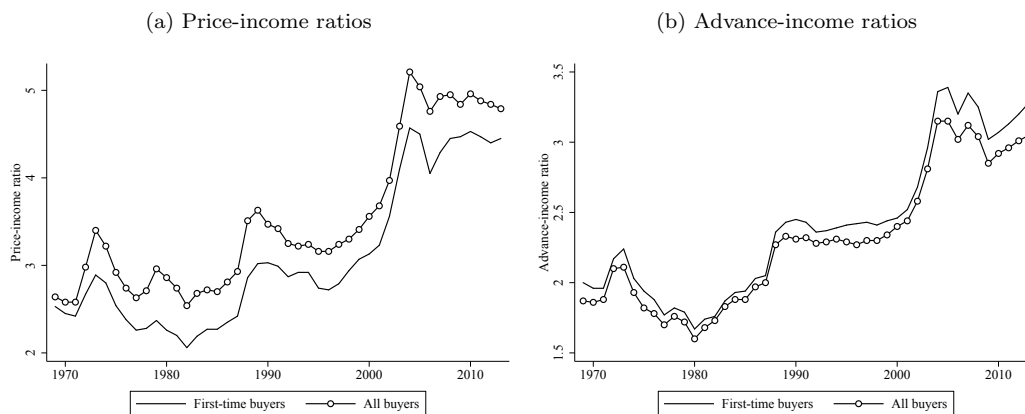 (a) Price-income ratios
Price-income ratio
5
4
3
2
1970
1980
1990
2000
2010
First-time buyers
All buyers
(b) Advance-income ratios
Advance-income ratio
3.5
3
2.5
2
1.5
1970
1980
1990
2000
2010
First-time buyers
All buyers